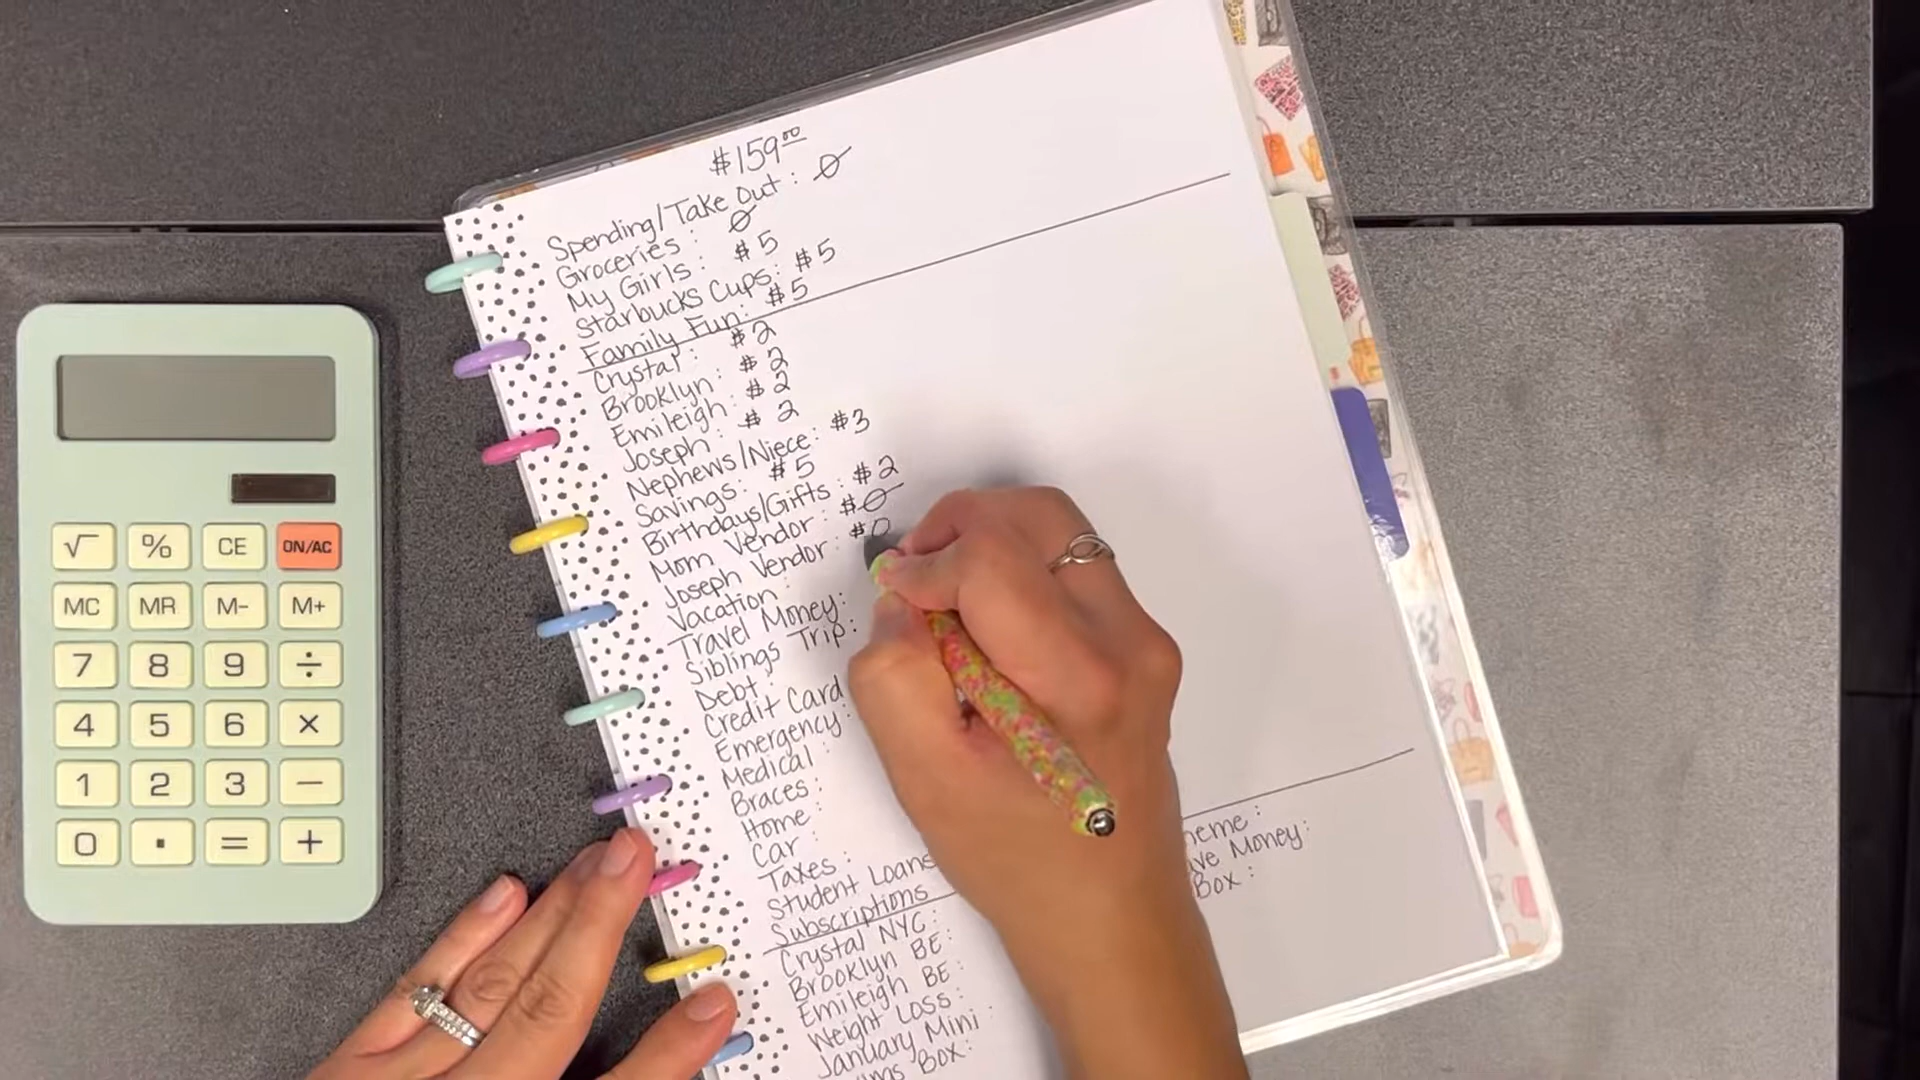 $159.00
Spending/Take Out: 0
Groceries: 0
My Girls: $5
Starbucks Cups: $5
Family Fun: $5
Crystal: $2
Brooklyn: $2
Emileigh: $2
Joseph: $2
Nephews/Niece: $3
Savings: $5
Birthdays/Gifts: $2
Mom Vendor: $0
Joseph Vendor: $0
Vacation:
Travel Money:
Siblings Trip:
Debt:
Credit Card
Emergency:
Medical:
Braces:
Home:
Car:
Taxes:
Student Loans
Subscriptions
Crystal NYC:
Brooklyn BE:
Emileigh BE:
Weight Loss:
January Mini:
Box:
Money:
Box:
√ % CE ON/AC
MC MR M- M+
7 8 9 ÷
4 5 6 ×
1 2 3 −
0 . = +